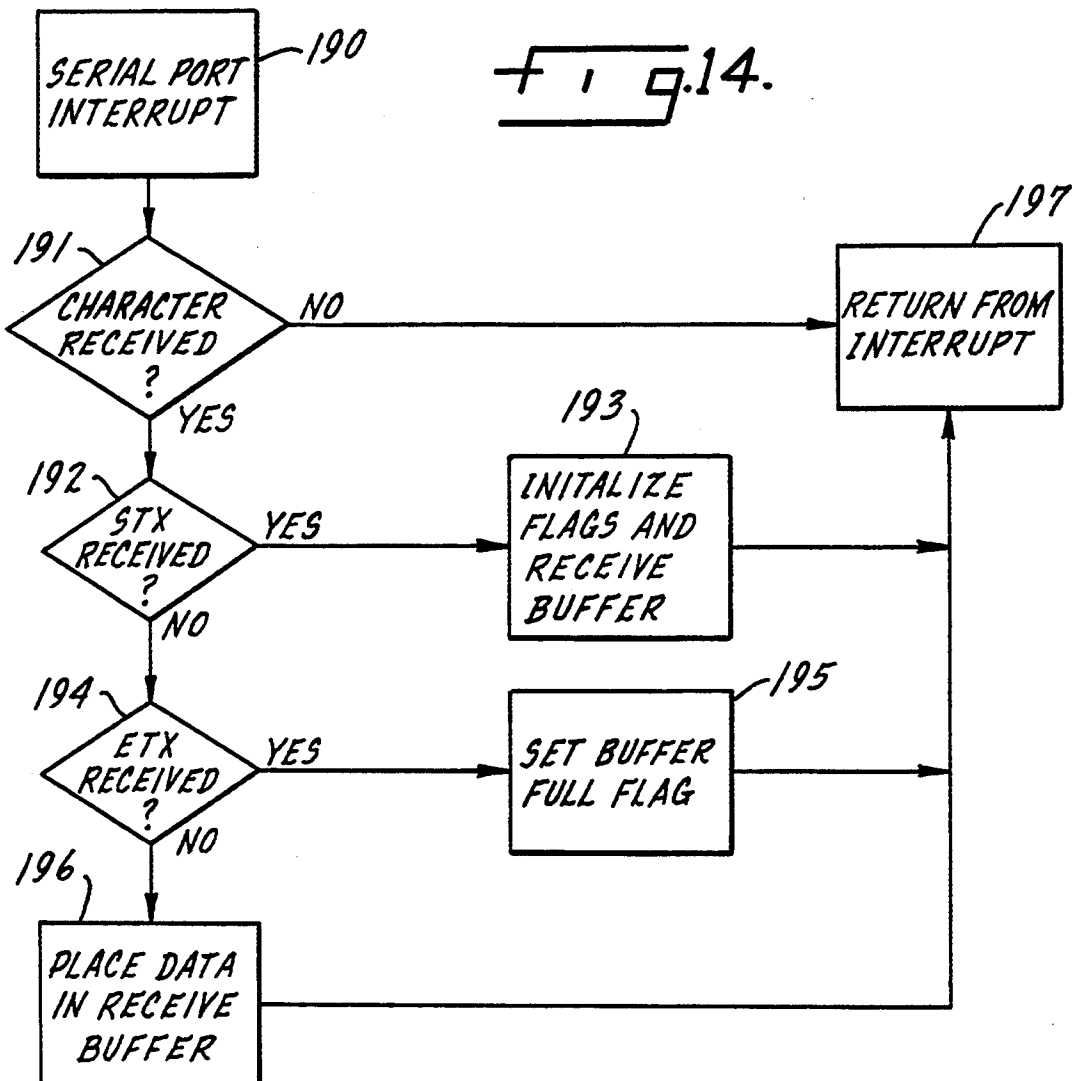 190
SERIAL PORT
INTERRUPT
fig.14.
191
CHARACTER
RECEIVED
?
NO
YES
197
RETURN FROM
INTERRUPT
192
STX
RECEIVED
?
YES
NO
193
INITALIZE
FLAGS AND
RECEIVE
BUFFER
194
ETX
RECEIVED
?
YES
NO
195
SET BUFFER
FULL FLAG
196
PLACE DATA
IN RECEIVE
BUFFER